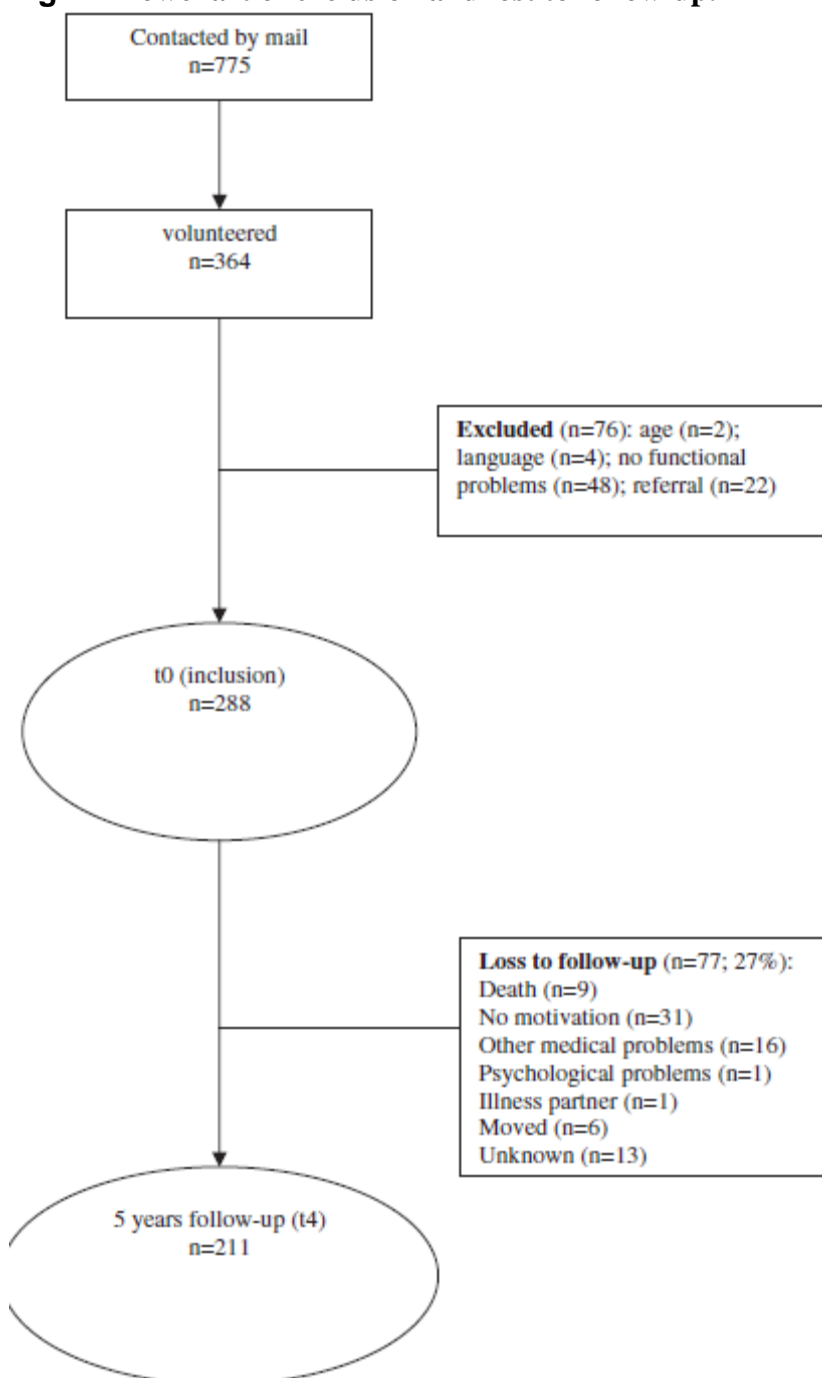 Contacted by mail
n=775
volunteered
n=364
Excluded (n=76): age (n=2);
language (n=4); no functional
problems (n=48); referral (n=22)
t0 (inclusion)
n=288
Loss to follow-up (n=77; 27%):
Death (n=9)
No motivation (n=31)
Other medical problems (n=16)
Psychological problems (n=1)
Illness partner (n=1)
Moved (n=6)
Unknown (n=13)
5 years follow-up (t4)
n=211